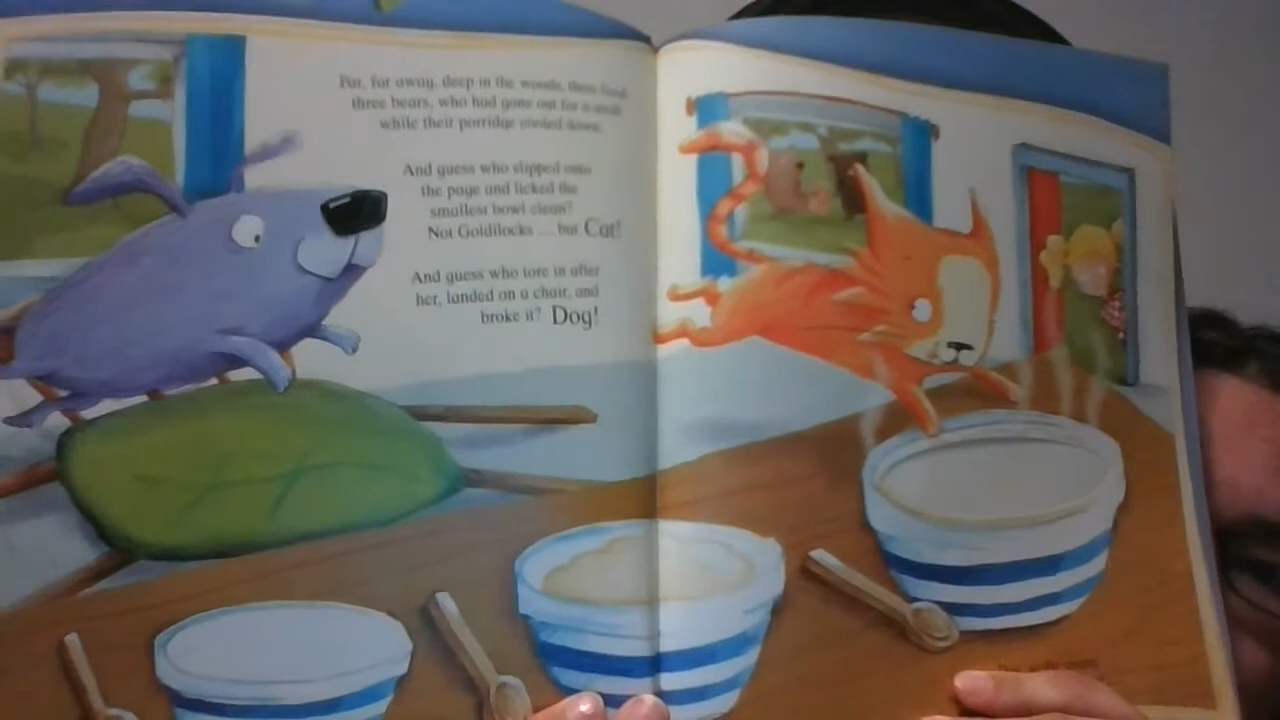 Far, far away, deep in the woods, there lived
three bears, who had gone out for a walk
while their porridge cooled down.
And guess who slipped onto
the page and licked the
smallest bowl clean?
Not Goldilocks ... but Cat!
And guess who tore in after
her, landed on a chair, and
broke it? Dog!